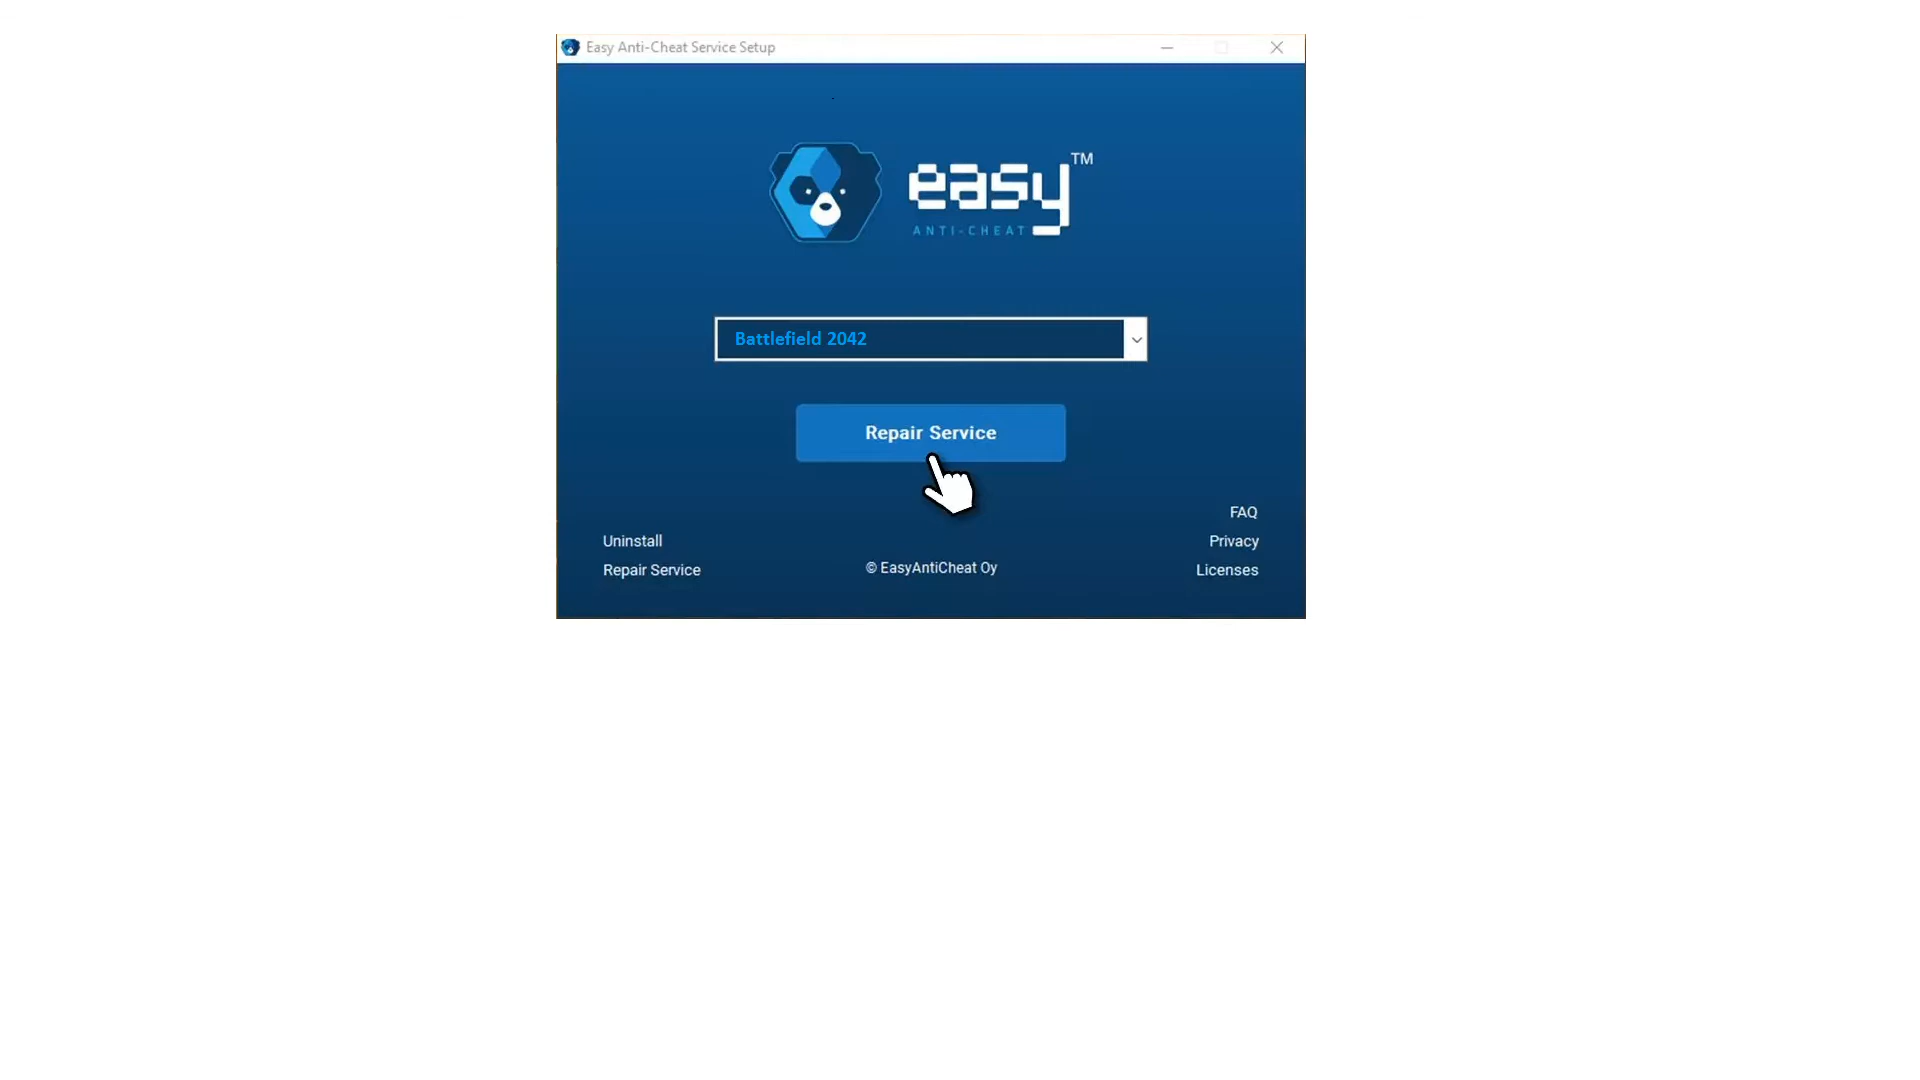 Easy Anti-Cheat Service Setup
easy™
ANTI-CHEAT
Battlefield 2042
Repair Service
FAQ
Uninstall
Privacy
Repair Service
© EasyAntiCheat Oy
Licenses